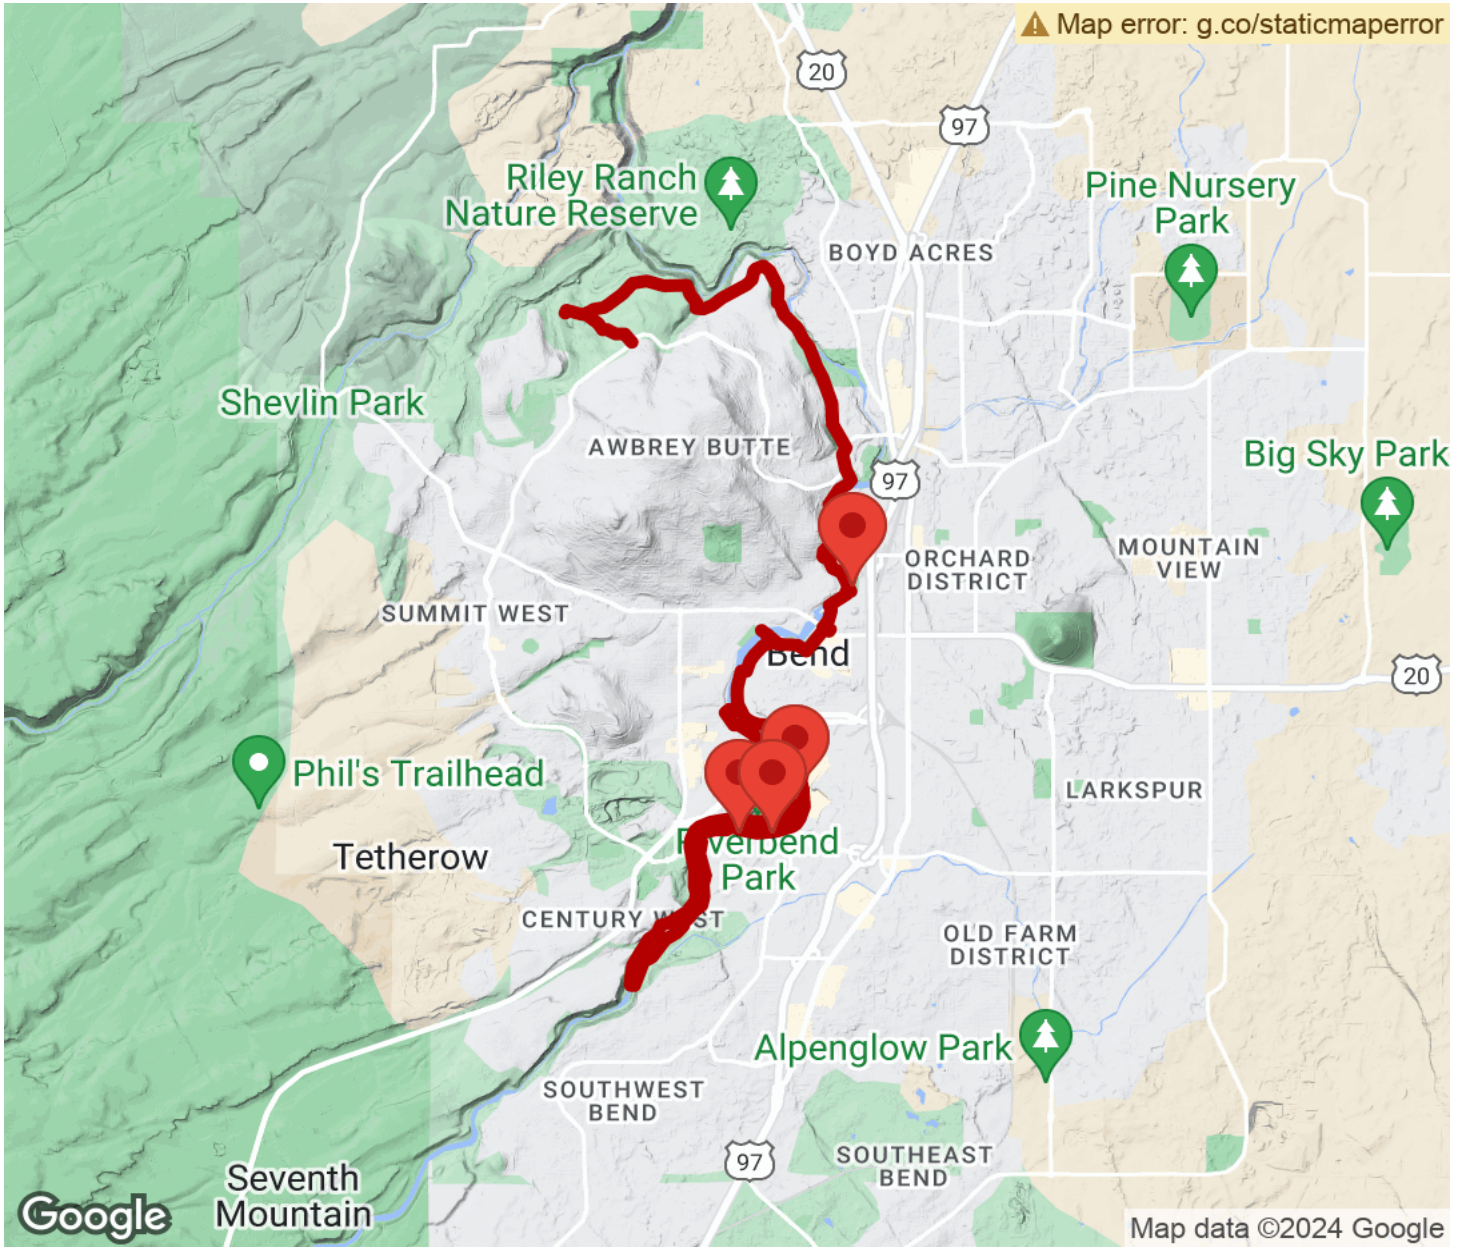 Map error: g.co/staticmaperror
20
97
Riley Ranch
Nature Reserve
Pine Nursery
Park
BOYD ACRES
Shevlin Park
AWBREY BUTTE
Big Sky Park
97
ORCHARD
DISTRICT
MOUNTAIN
VIEW
SUMMIT WEST
Bend
20
Phil's Trailhead
LARKSPUR
Tetherow
Riverbend
Park
CENTURY WEST
OLD FARM
DISTRICT
Alpenglow Park
SOUTHWEST
BEND
97
SOUTHEAST
BEND
Seventh
Mountain
Google
Map data ©2024 Google